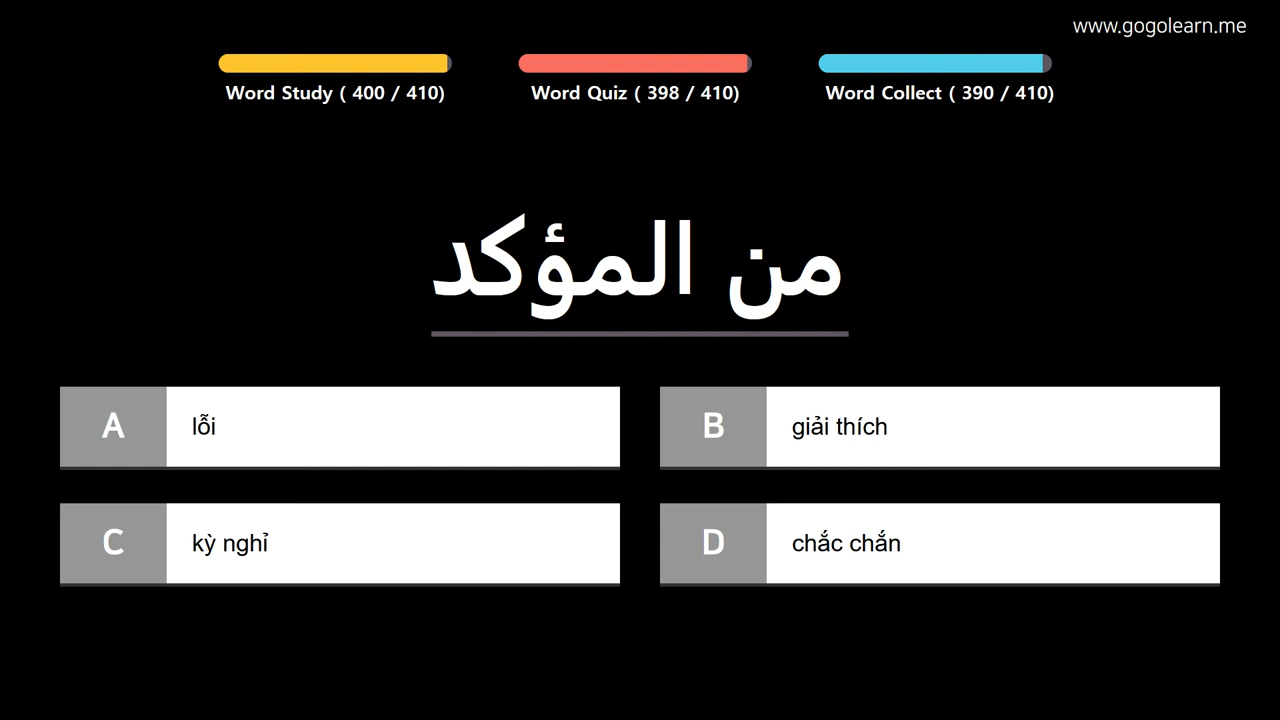 www.gogolearn.me
Word Study ( 400 / 410)
Word Quiz ( 398 / 410)
Word Collect ( 390 / 410)
من المؤكد
A lỗi
B giải thích
C kỳ nghỉ
D chắc chắn